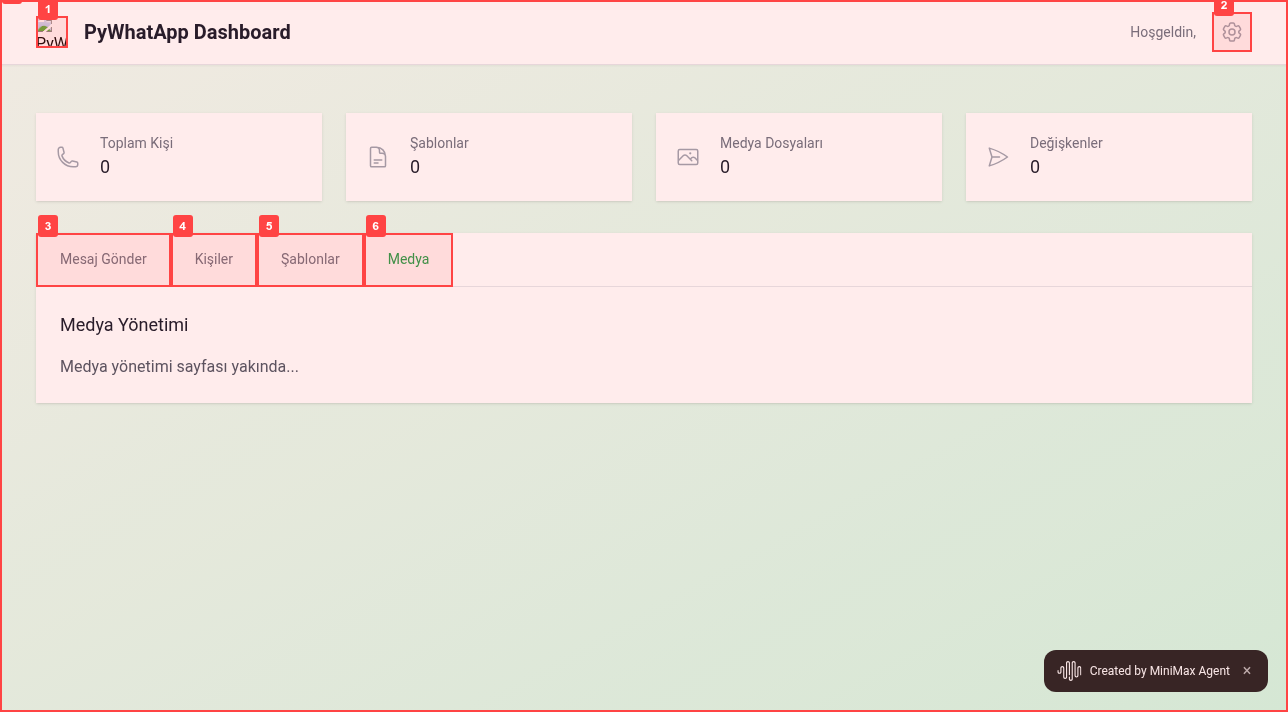 1
PyW
PyWhatApp Dashboard
Hoşgeldin,
2
Toplam Kişi
0
Şablonlar
0
Medya Dosyaları
0
Değişkenler
0
3
4
5
6
Mesaj Gönder
Kişiler
Şablonlar
Medya
Medya Yönetimi
Medya yönetimi sayfası yakında...
Created by MiniMax Agent ×